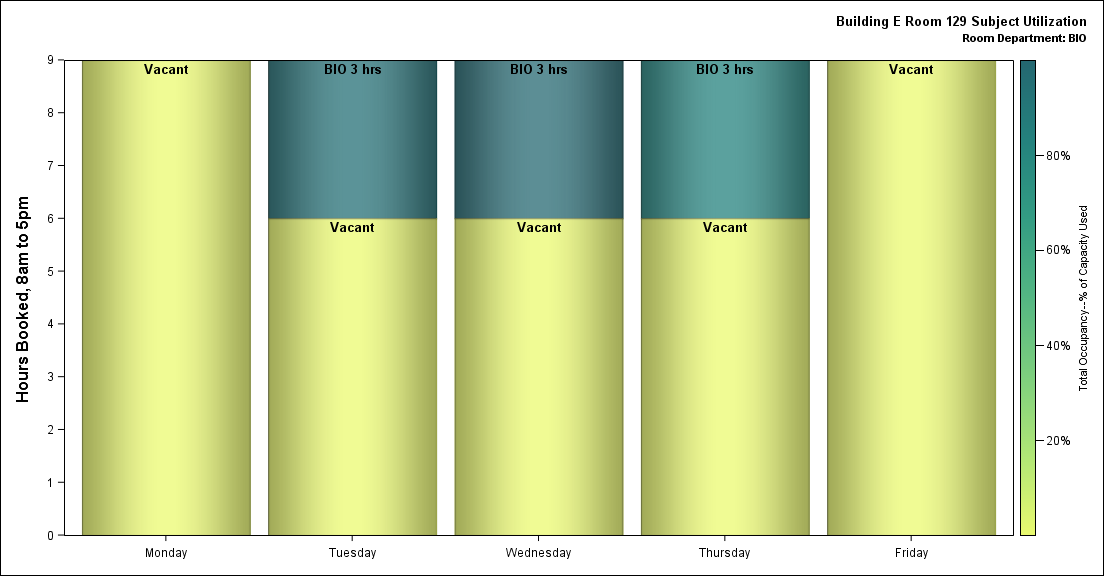 Building E Room 129 Subject Utilization
Room Department: BIO
Hours Booked, 8am to 5pm
9
8
7
6
5
4
3
2
1
0
Vacant
BIO 3 hrs
BIO 3 hrs
BIO 3 hrs
Vacant
Vacant
Vacant
Vacant
Monday
Tuesday
Wednesday
Thursday
Friday
80%
60%
40%
20%
Total Occupancy--% of Capacity Used